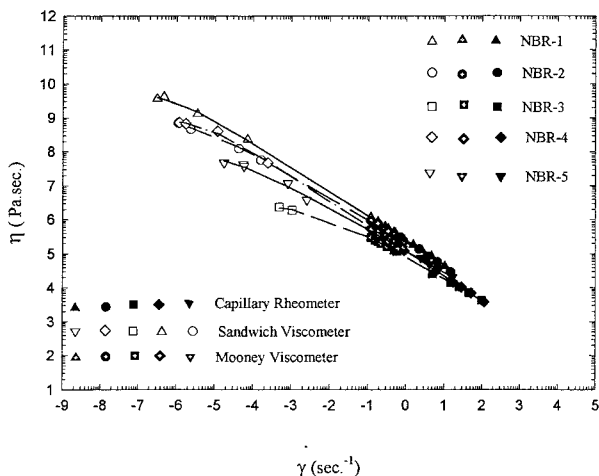 12
11
10
9
8
7
6
5
4
3
2
1
η ( Pa.sec.)
NBR-1
NBR-2
NBR-3
NBR-4
NBR-5
Capillary Rheometer
Sandwich Viscometer
Mooney Viscometer
-9 -8 -7 -6 -5 -4 -3 -2 -1 0 1 2 3 4 5
γ (sec.⁻¹)